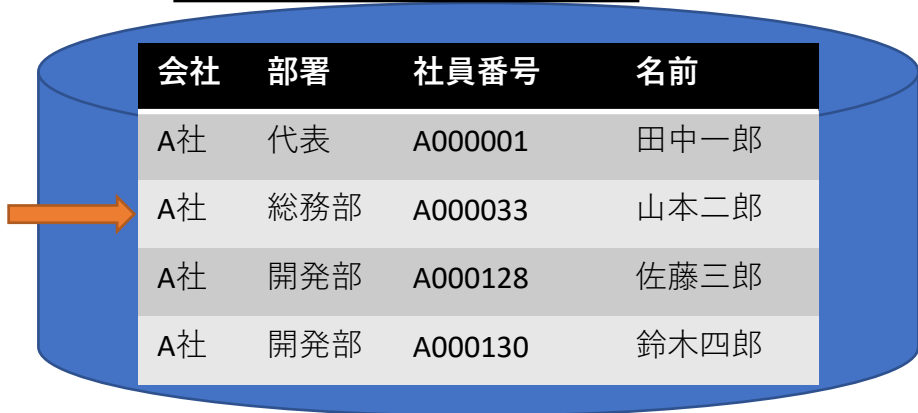 会社 部署 社員番号 名前
A社 代表 A000001 田中一郎
A社 総務部 A000033 山本二郎
A社 開発部 A000128 佐藤三郎
A社 開発部 A000130 鈴木四郎